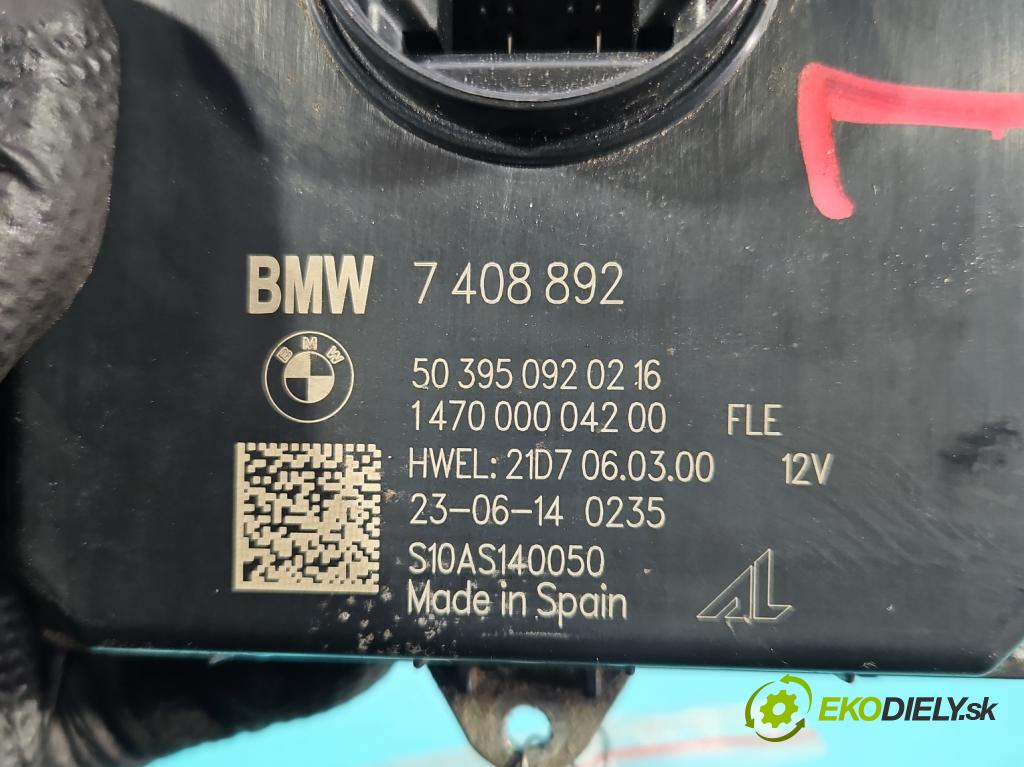 BMW 7 408 892
BMW
50 395 092 02 16
1 470 000 042 00 FLE
HWEL: 21D7 06.03.00 12V
23-06-14 0235
S10AS140050
Made in Spain
AL
EKODIELY.sk